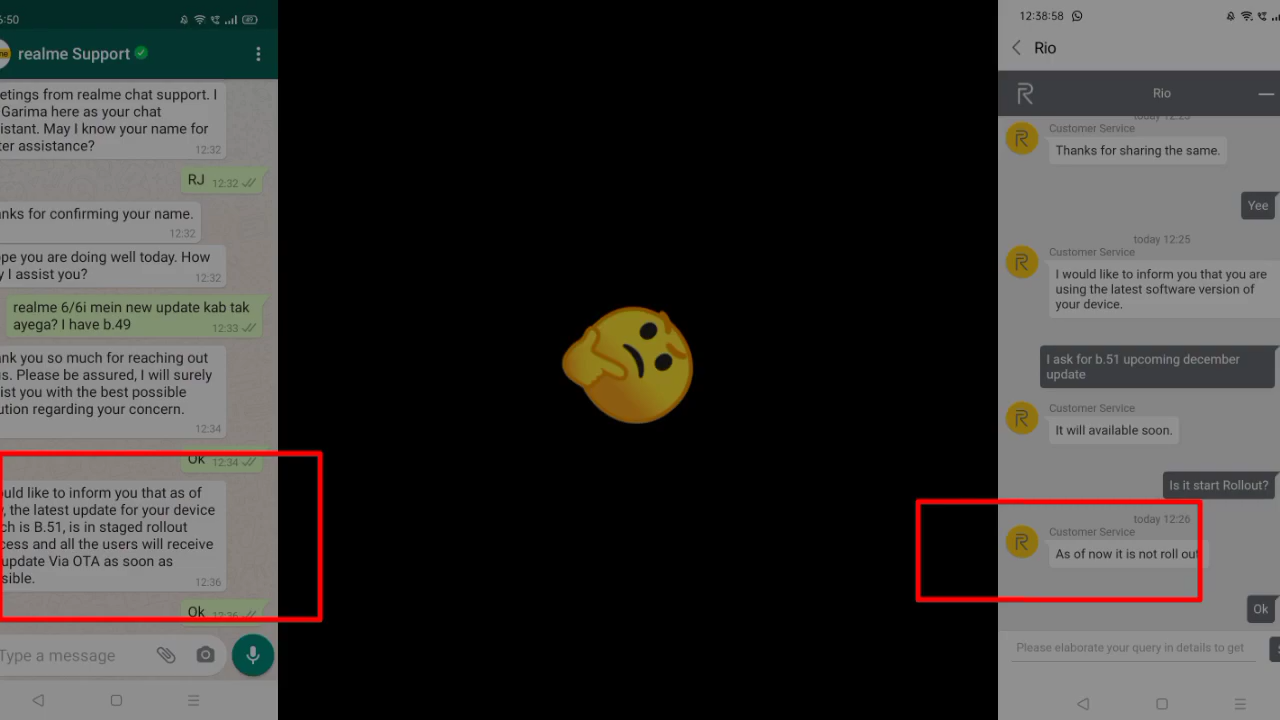 :50
realme Support
etings from realme chat support. I
Garima here as your chat
istant. May I know your name for
ter assistance?
12:32
RJ 12:32
nks for confirming your name.
12:32
pe you are doing well today. How
y I assist you?
12:32
realme 6/6i mein new update kab tak
ayega? I have b.49
12:33
ank you so much for reaching out
us. Please be assured, I will surely
ist you with the best possible
ution regarding your concern.
12:34
Ok 12:34
uld like to inform you that as of
, the latest update for your device
ch is B.51, is in staged rollout
cess and all the users will receive
update Via OTA as soon as
sible.
12:36
Ok 12:36
Type a message
12:38:58
Rio
Rio
today 12:25
Customer Service
Thanks for sharing the same.
Yee
today 12:25
Customer Service
I would like to inform you that you are
using the latest software version of
your device.
I ask for b.51 upcoming december
update
Customer Service
It will available soon.
Is it start Rollout?
today 12:26
Customer Service
As of now it is not roll out
Ok
Please elaborate your query in details to get